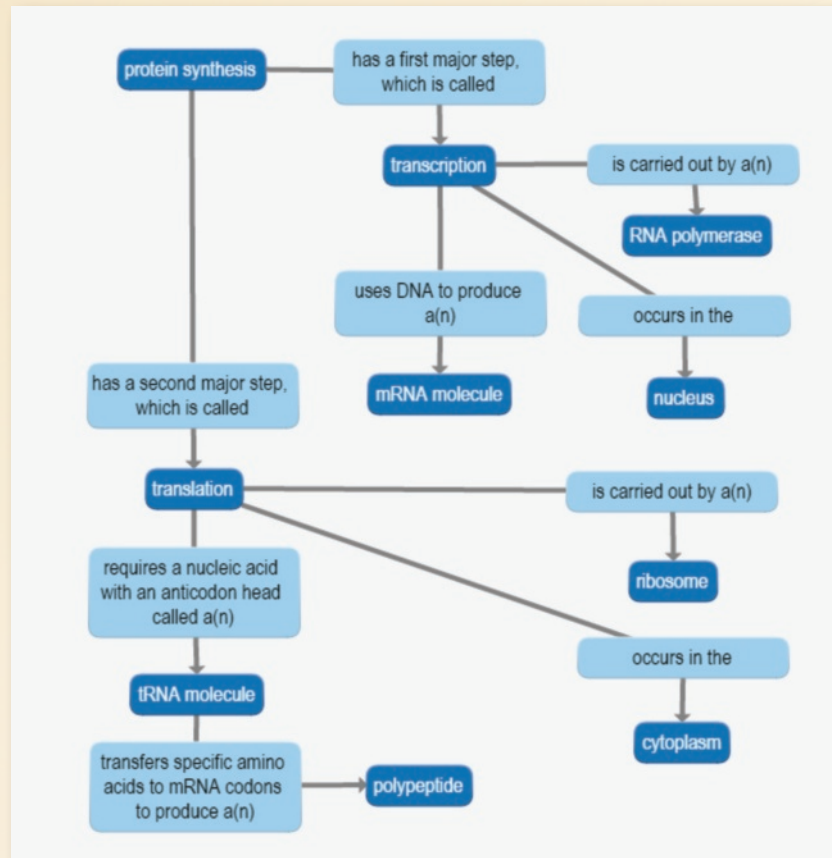 protein synthesis
has a first major step,
which is called
transcription
is carried out by a(n)
RNA polymerase
uses DNA to produce
a(n)
occurs in the
mRNA molecule
nucleus
has a second major step,
which is called
translation
is carried out by a(n)
ribosome
requires a nucleic acid
with an anticodon head
called a(n)
occurs in the
tRNA molecule
cytoplasm
transfers specific amino
acids to mRNA codons
to produce a(n)
polypeptide